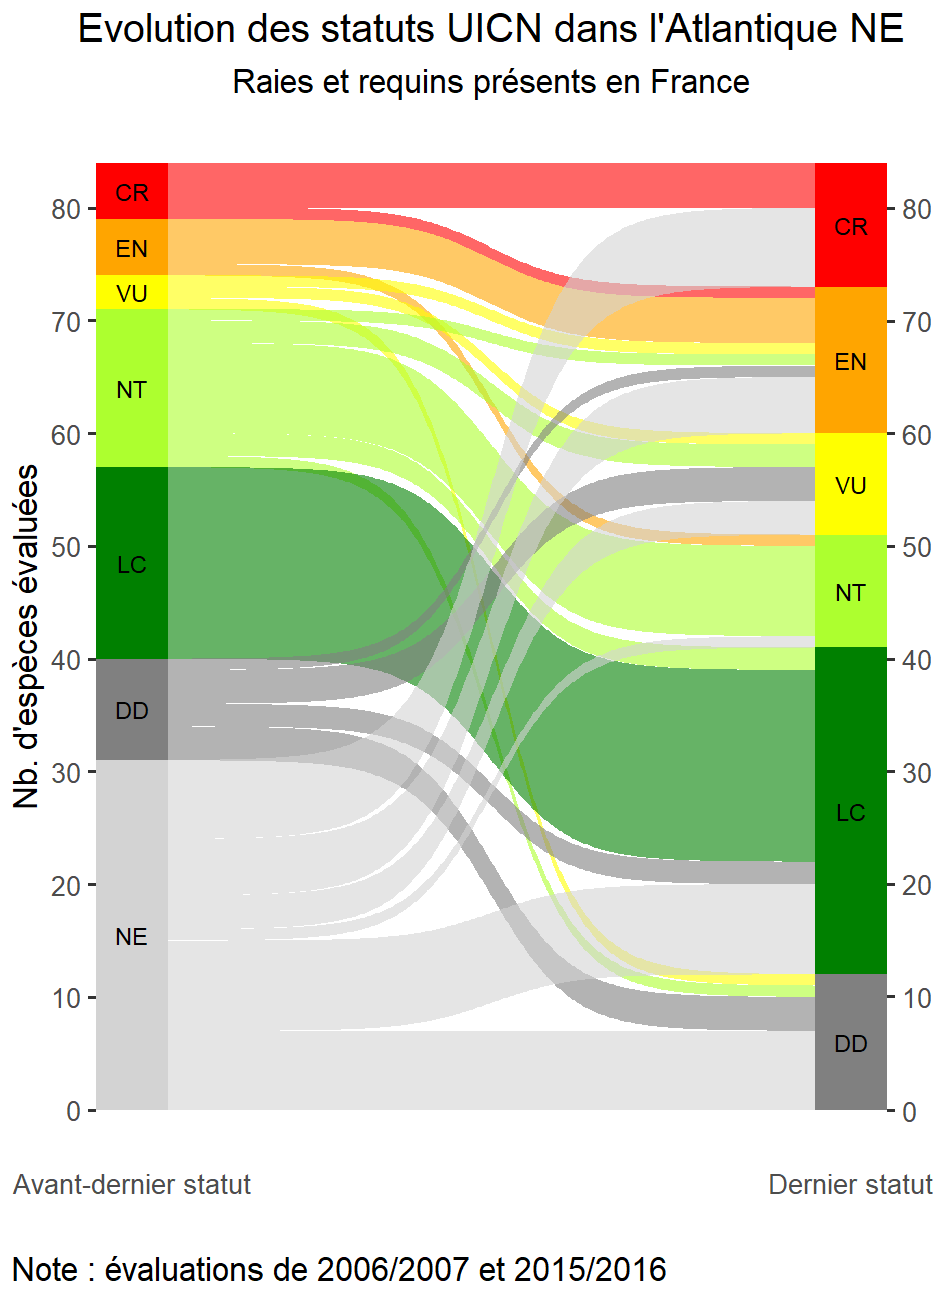 Evolution des statuts UICN dans l'Atlantique NE
Raies et requins présents en France
CR
EN
VU
NT
LC
DD
NE
80
70
60
50
40
30
20
10
0
Nb. d'espèces évaluées
CR
EN
VU
NT
LC
DD
80
70
60
50
40
30
20
10
0
Avant-dernier statut
Dernier statut
Note : évaluations de 2006/2007 et 2015/2016